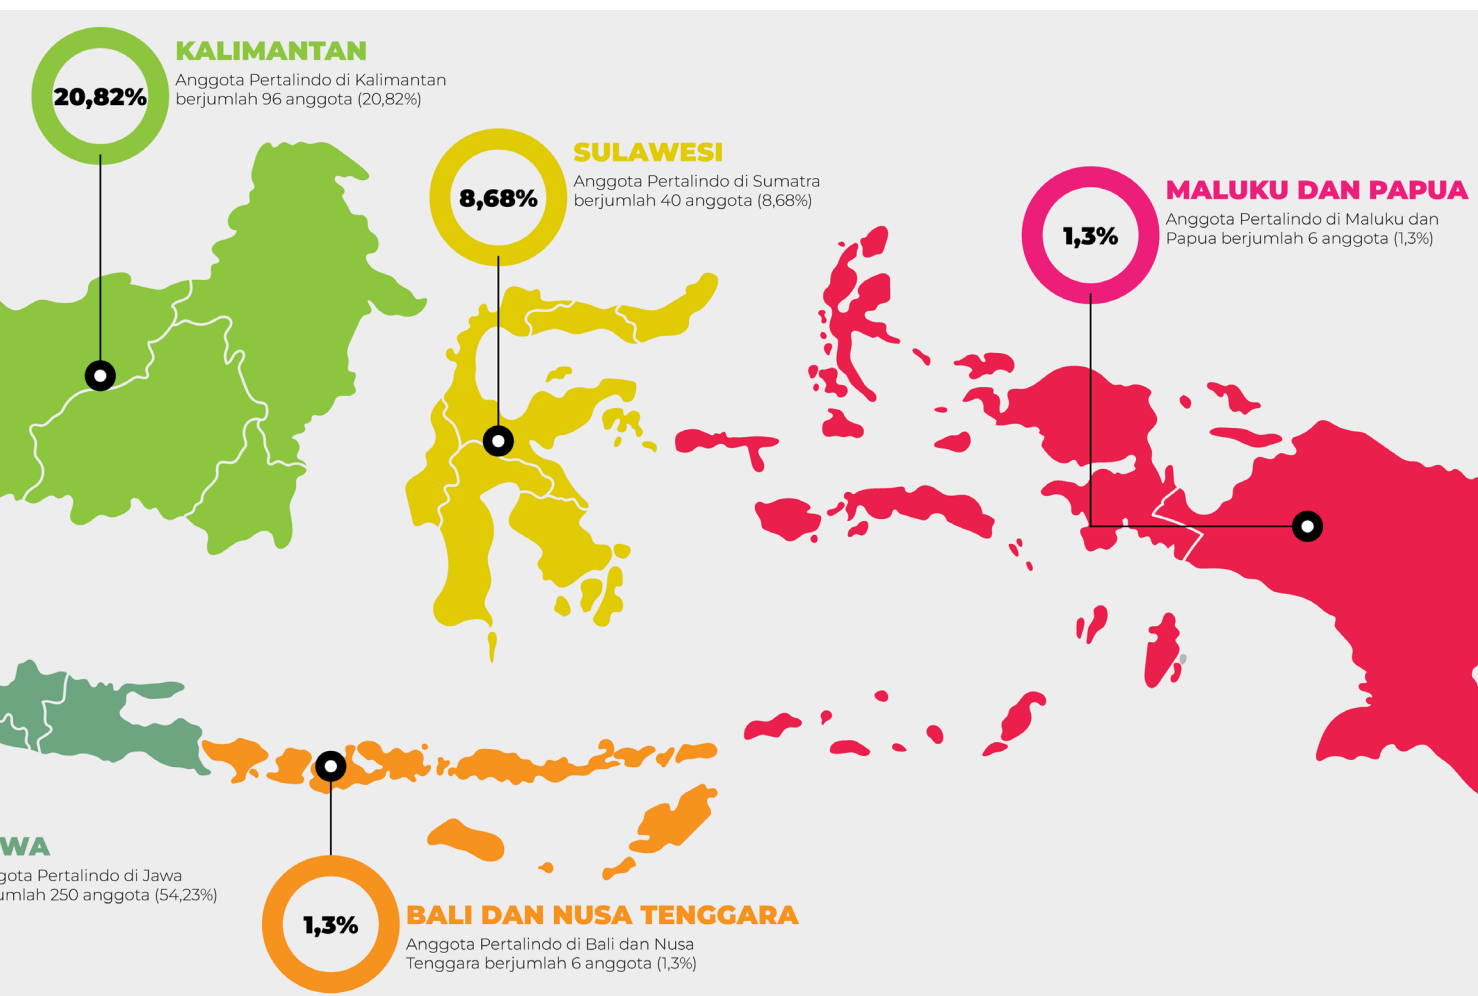 KALIMANTAN
Anggota Pertalindo di Kalimantan
berjumlah 96 anggota (20,82%)
20,82%
SULAWESI
Anggota Pertalindo di Sumatra
berjumlah 40 anggota (8,68%)
8,68%
MALUKU DAN PAPUA
Anggota Pertalindo di Maluku dan
Papua berjumlah 6 anggota (1,3%)
1,3%
WA
gota Pertalindo di Jawa
umlah 250 anggota (54,23%)
1,3%
BALI DAN NUSA TENGGARA
Anggota Pertalindo di Bali dan Nusa
Tenggara berjumlah 6 anggota (1,3%)